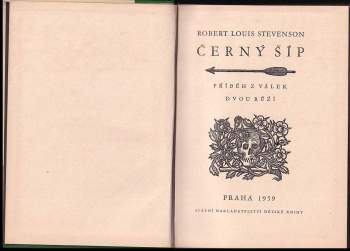 ROBERT LOUIS STEVENSON
ČERNÝ ŠÍP
PŘÍBĚH Z VÁLEK
DVOU RŮŽÍ
PRAHA 1959
STÁTNÍ NAKLADATELSTVÍ DĚTSKÉ KNIHY